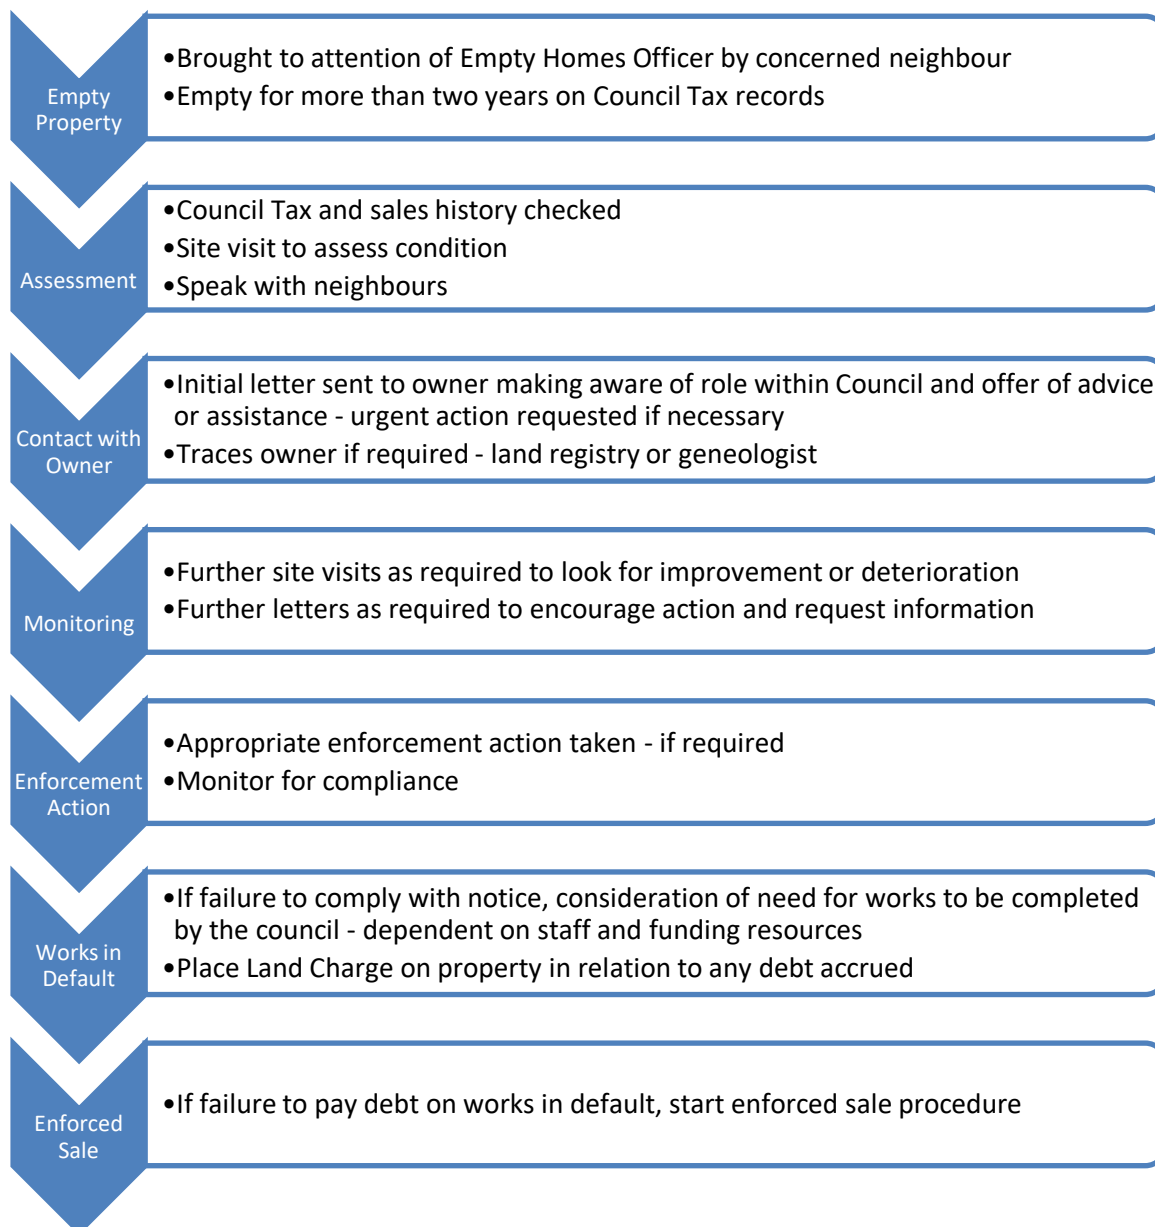 Empty
Property
•Brought to attention of Empty Homes Officer by concerned neighbour
•Empty for more than two years on Council Tax records
Assessment
•Council Tax and sales history checked
•Site visit to assess condition
•Speak with neighbours
Contact with
Owner
•Initial letter sent to owner making aware of role within Council and offer of advice
or assistance - urgent action requested if necessary
•Traces owner if required - land registry or geneologist
Monitoring
•Further site visits as required to look for improvement or deterioration
•Further letters as required to encourage action and request information
Enforcement
Action
•Appropriate enforcement action taken - if required
•Monitor for compliance
Works in
Default
•If failure to comply with notice, consideration of need for works to be completed
by the council - dependent on staff and funding resources
•Place Land Charge on property in relation to any debt accrued
Enforced
Sale
•If failure to pay debt on works in default, start enforced sale procedure